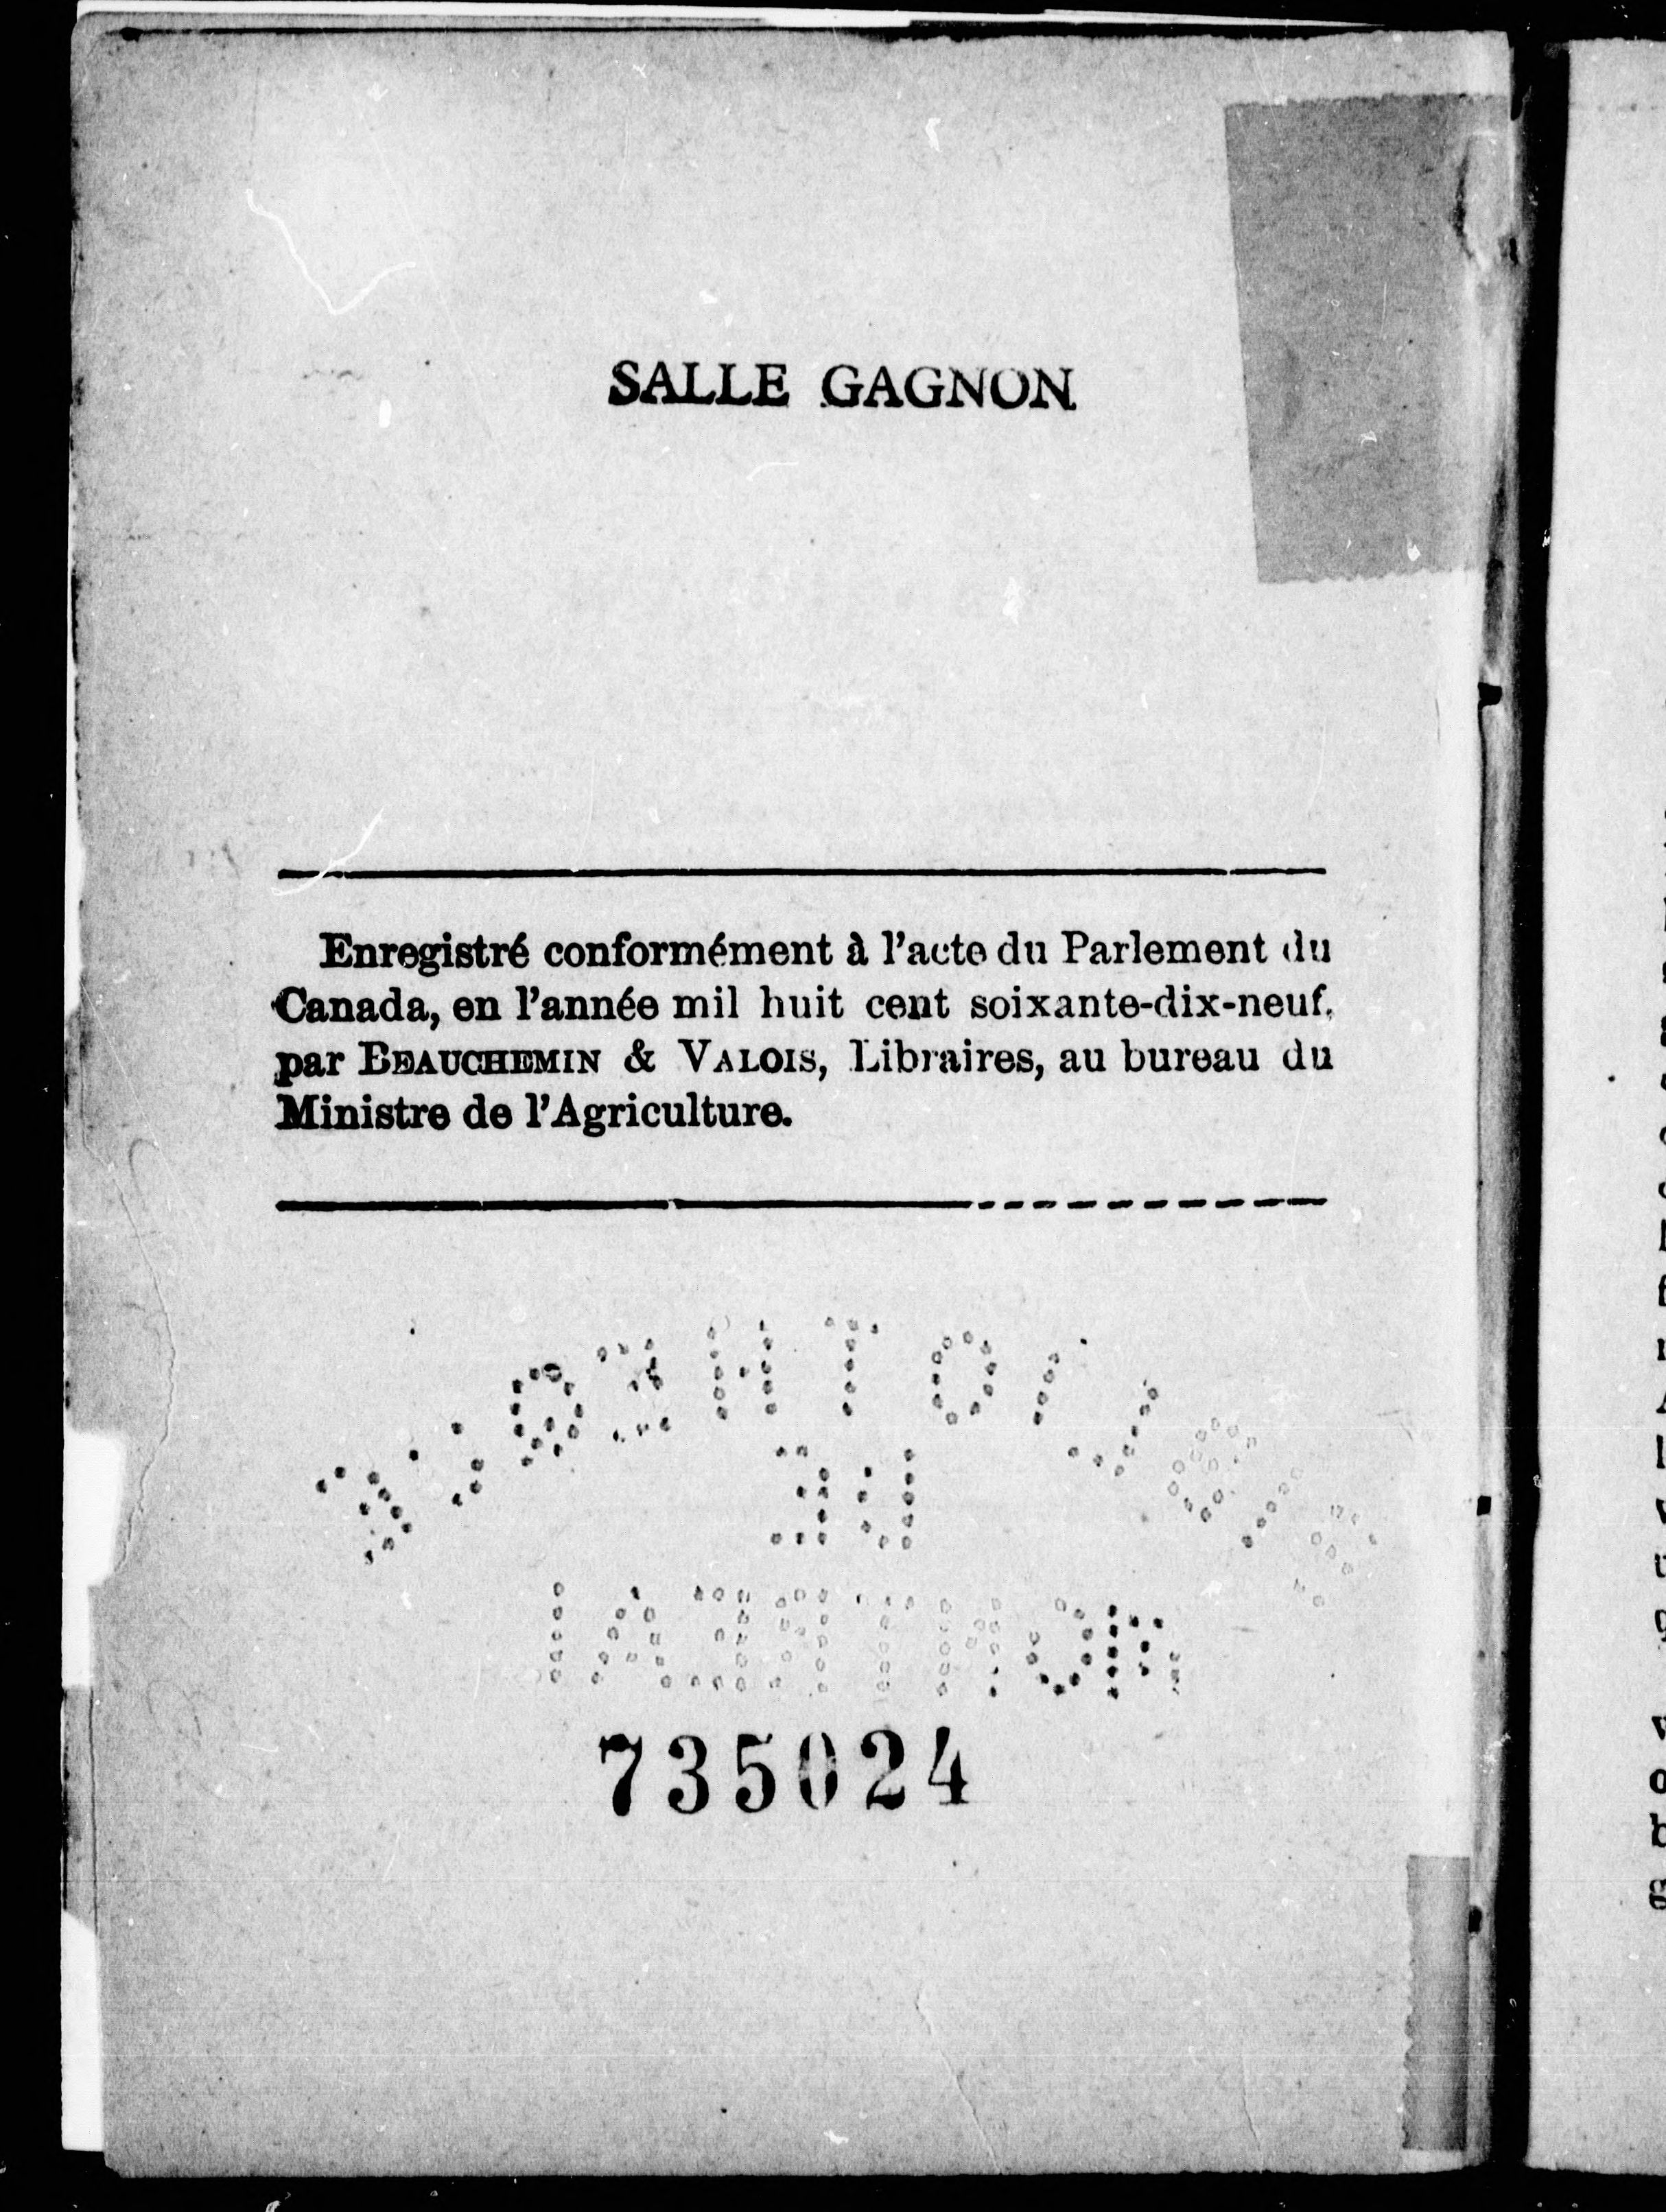 SALLE GAGNON
Enregistré conformément à l'acte du Parlement du
Canada, en l'année mil huit cent soixante-dix-neuf,
par BEAUCHEMIN & VALOIS, Libraires, au bureau du
Ministre de l'Agriculture.
735024